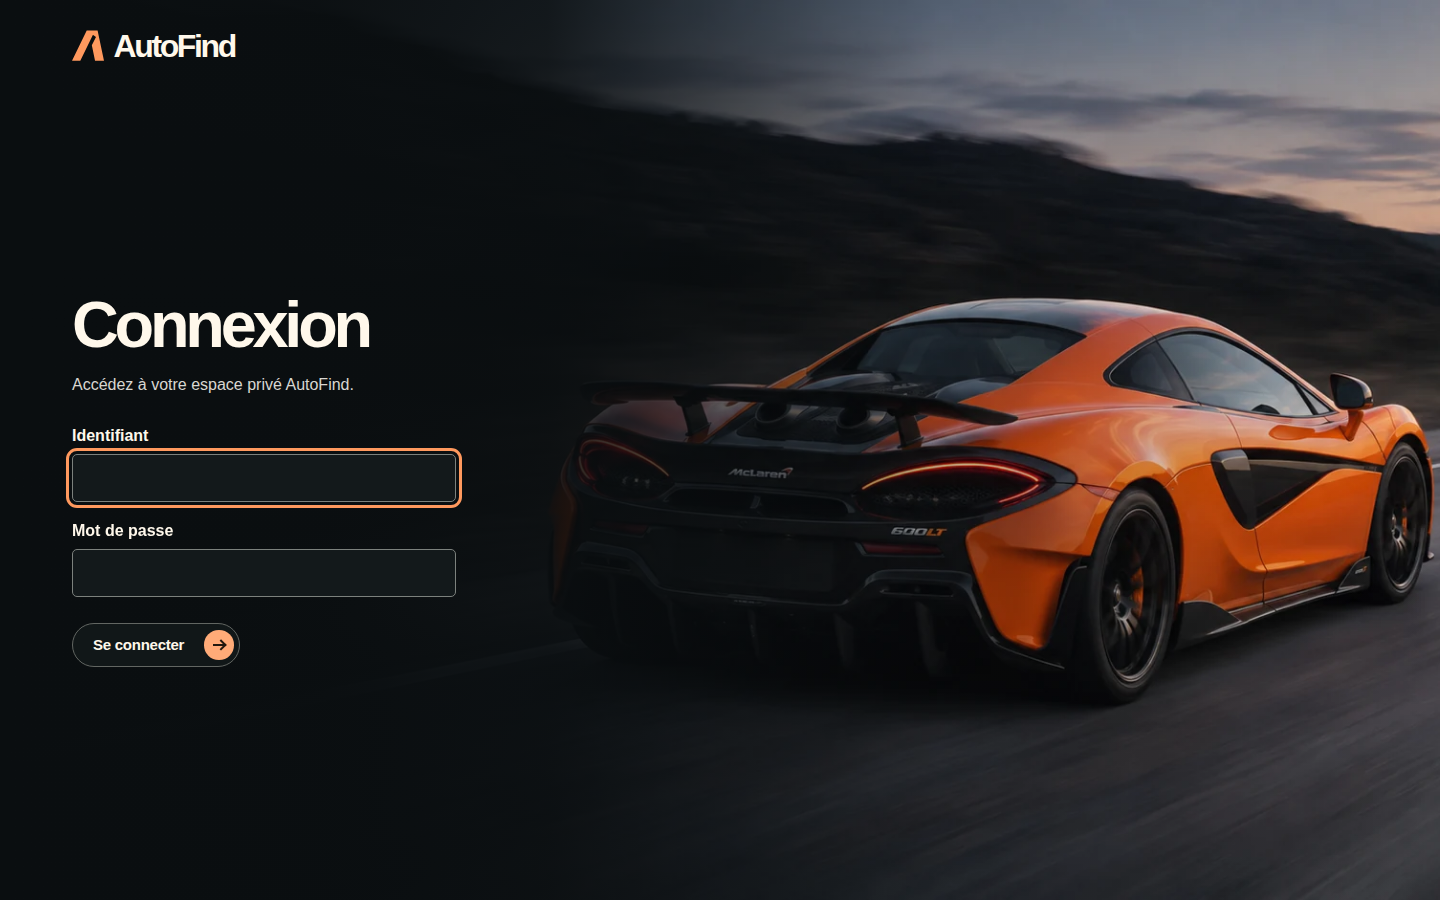 AutoFind
Connexion
Accédez à votre espace privé AutoFind.
Identifiant
Mot de passe
Se connecter
McLaren
600LT